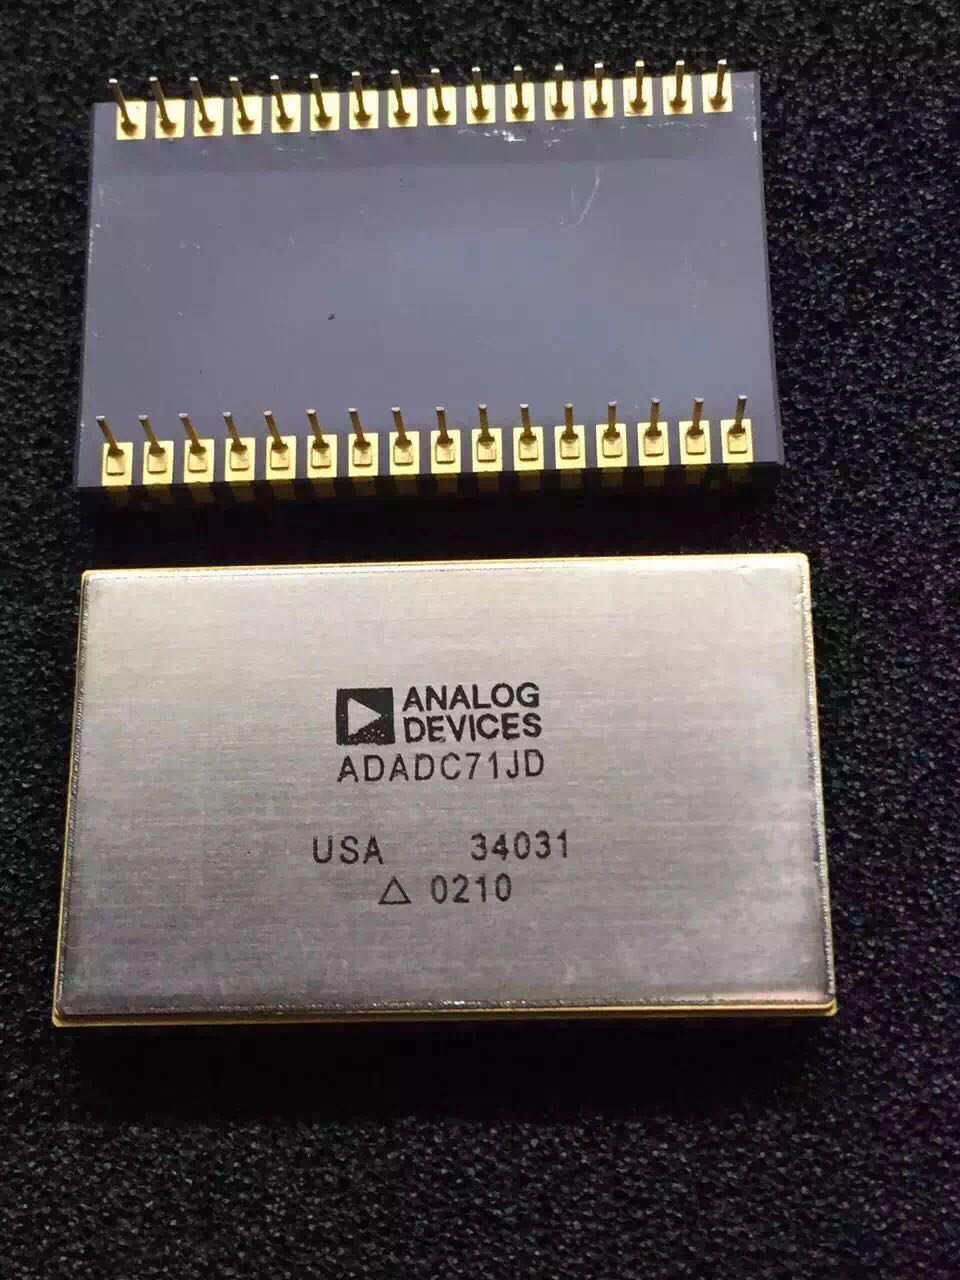 ANALOG
DEVICES
ADADC71JD
USA 34031
△ 0210